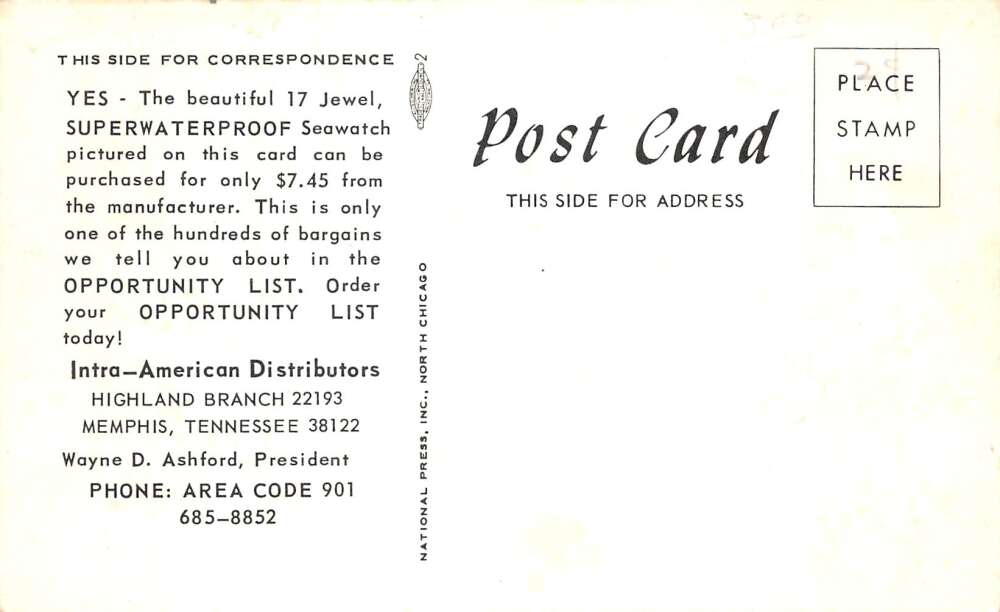 THIS SIDE FOR CORRESPONDENCE
YES - The beautiful 17 Jewel,
SUPERWATERPROOF Seawatch
pictured on this card can be
purchased for only $7.45 from
the manufacturer. This is only
one of the hundreds of bargains
we tell you about in the
OPPORTUNITY LIST. Order
your OPPORTUNITY LIST
today!
Intra-American Distributors
HIGHLAND BRANCH 22193
MEMPHIS, TENNESSEE 38122
Wayne D. Ashford, President
PHONE: AREA CODE 901
685-8852
2
NATIONAL PRESS, INC., NORTH CHICAGO
Post Card
THIS SIDE FOR ADDRESS
PLACE
STAMP
HERE